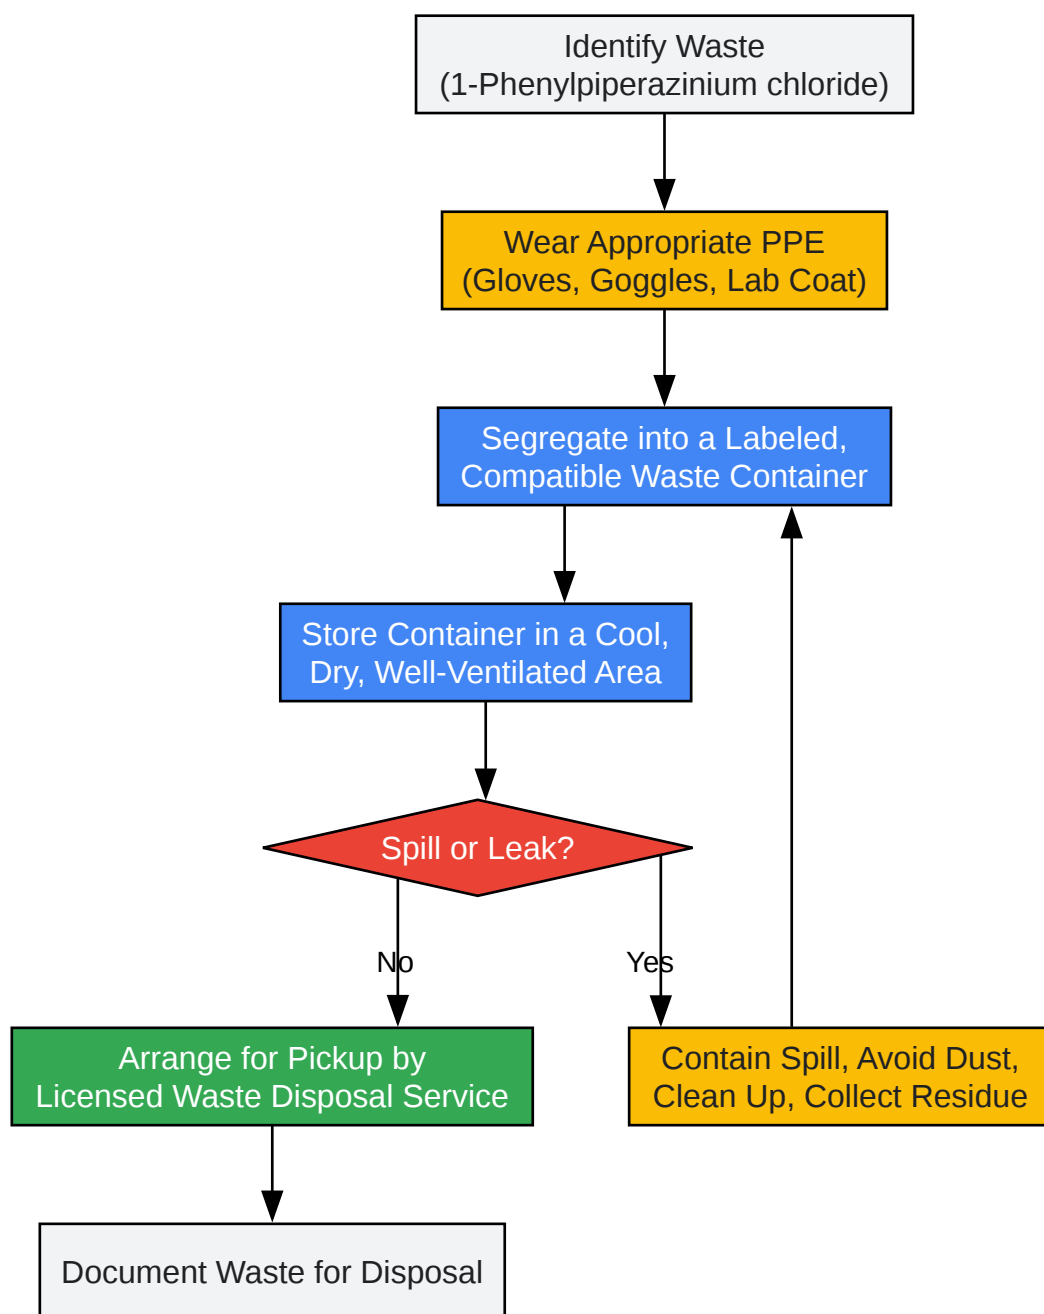 Identify Waste
(1-Phenylpiperazinium chloride)
Wear Appropriate PPE
(Gloves, Goggles, Lab Coat)
Segregate into a Labeled,
Compatible Waste Container
Store Container in a Cool,
Dry, Well-Ventilated Area
Spill or Leak?
No
Yes
Arrange for Pickup by
Licensed Waste Disposal Service
Contain Spill, Avoid Dust,
Clean Up, Collect Residue
Document Waste for Disposal